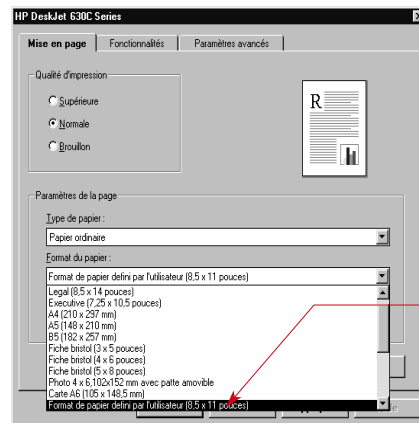 HP DeskJet 630C Series
Mise en page Fonctionnalités Paramètres avancés
Qualité d'impression
Supérieure
Normale
Brouillon
R
Paramètres de la page
Type de papier :
Papier ordinaire
Format du papier :
Format de papier defini par l'utilisateur (8,5 x 11 pouces)
Legal (8,5 x 14 pouces)
Executive (7,25 x 10,5 pouces)
A4 (210 x 297 mm)
A5 (148 x 210 mm)
B5 (182 x 257 mm)
Fiche bristol (3 x 5 pouces)
Fiche bristol (4 x 6 pouces)
Fiche bristol (5 x 8 pouces)
Photo 4 x 6,102x152 mm avec patte amovible
Carte A6 (105 x 148,5 mm)
Format de papier defini par l'utilisateur (8,5 x 11 pouces)